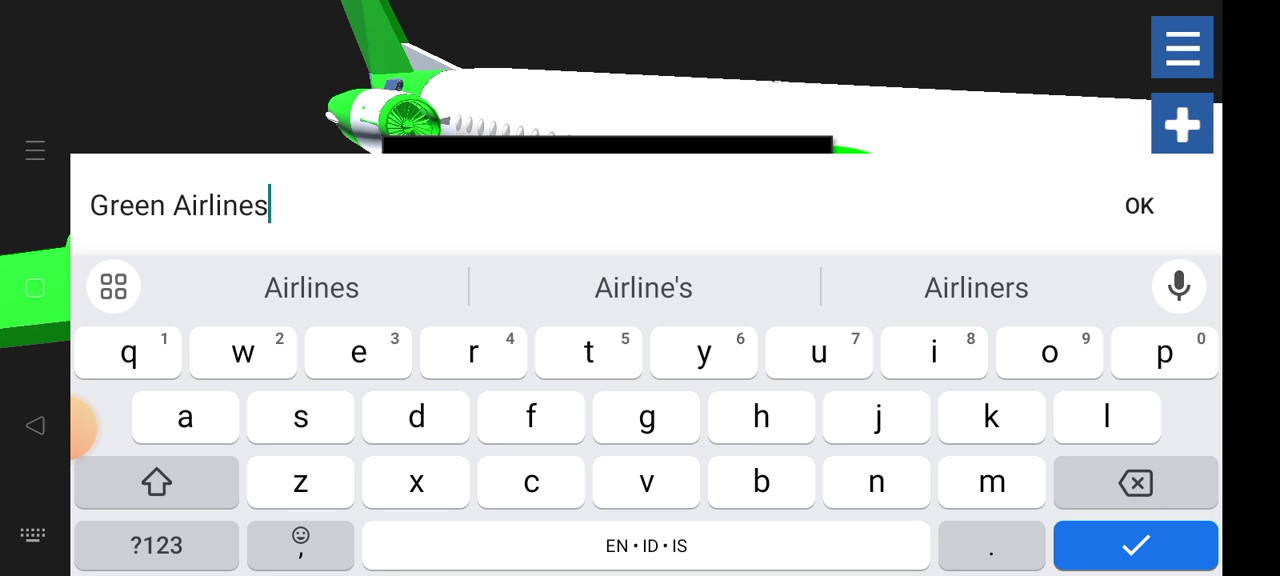 Green Airlines
OK
Airlines Airline's Airliners
q 1 w 2 e 3 r 4 t 5 y 6 u 7 i 8 o 9 p 0
a s d f g h j k l
z x c v b n m
?123 , EN • ID • IS .